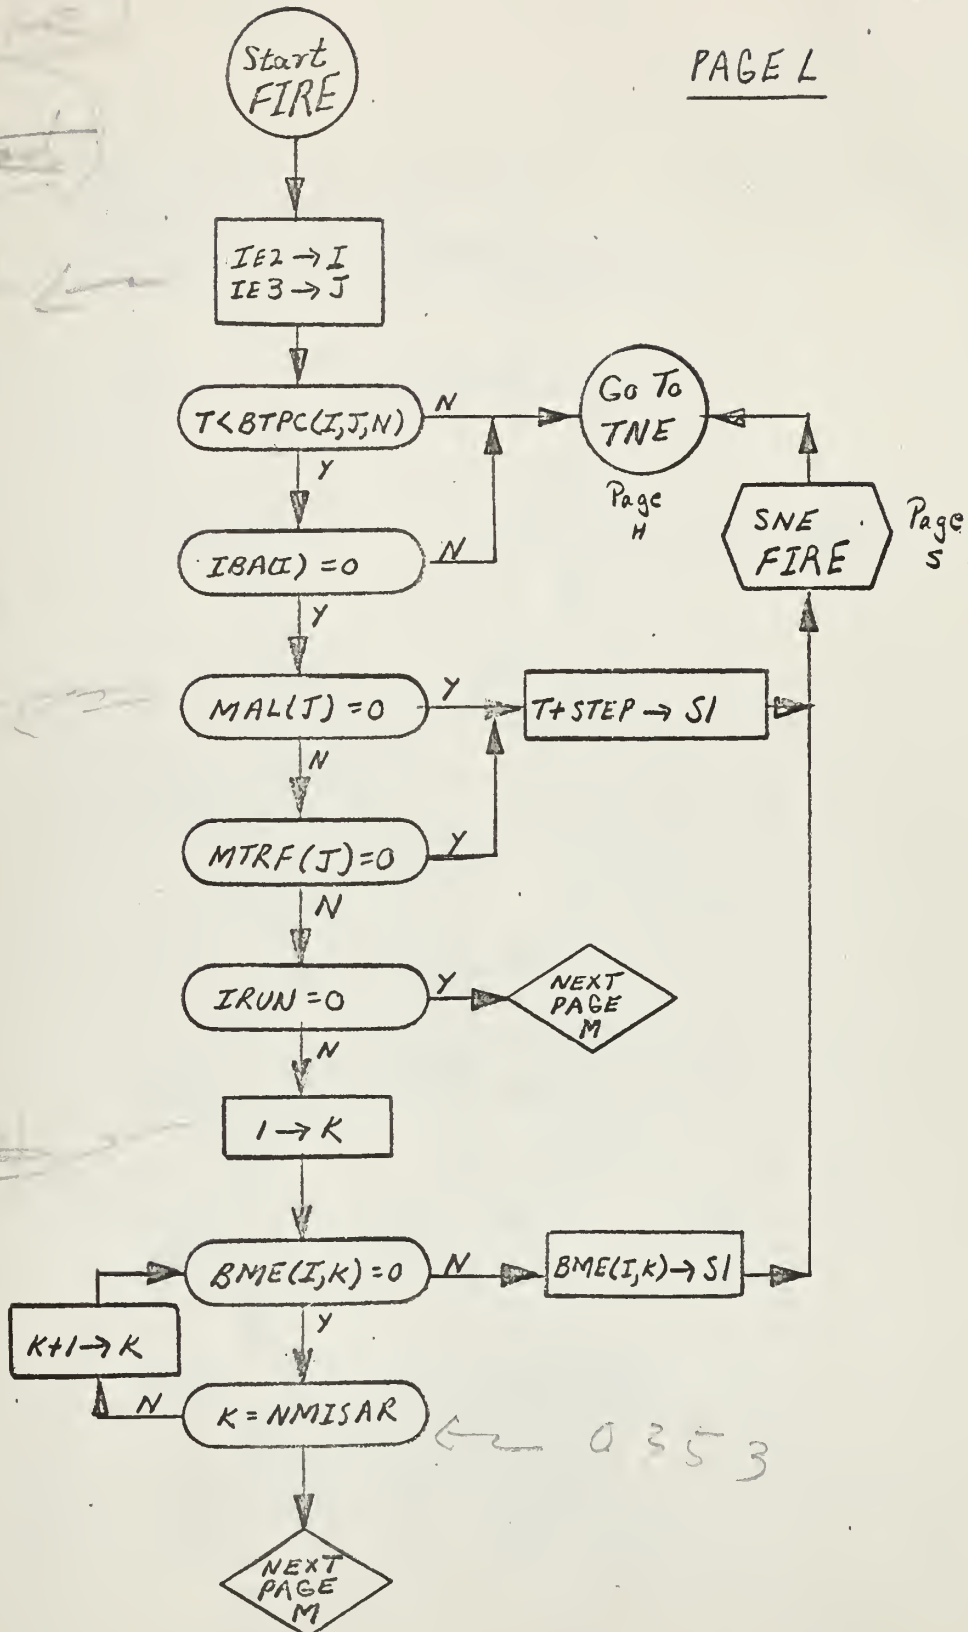 PAGE L
Start
FIRE
IE2 → I
IE3 → J
T<BTPC(I,J,N)
N
Y
Go To
TNE
Page
H
IBA(I) = 0
N
Y
SNE
FIRE
Page
S
MAL(J) = 0
Y
N
T+STEP → S1
MTRF(J)=0
Y
N
IRUN = 0
Y
N
NEXT
PAGE
M
1 → K
BME(I,K) = 0
N
Y
BME(I,K) → S1
K+1 → K
N
K = NMISAR
← 0353
NEXT
PAGE
M